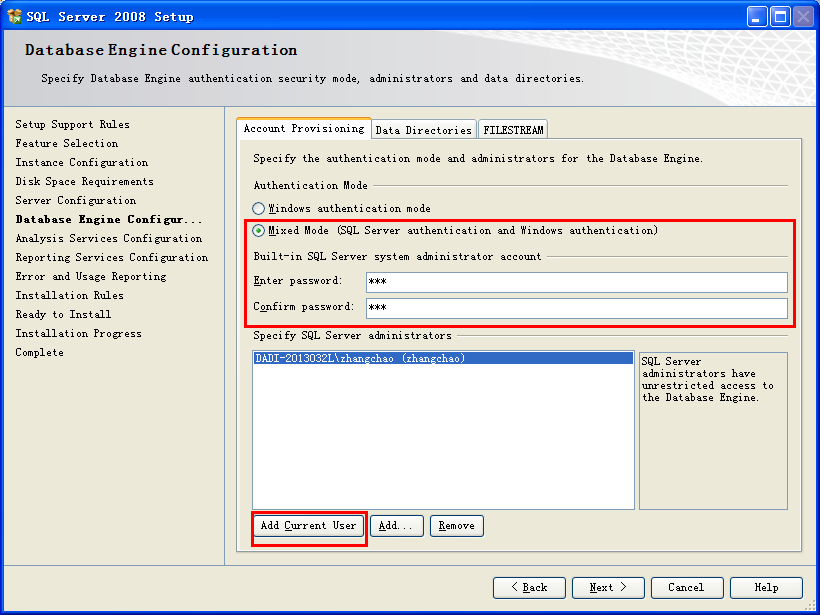 SQL Server 2008 Setup
Database Engine Configuration
Specify Database Engine authentication security mode, administrators and data directories.
Setup Support Rules
Feature Selection
Instance Configuration
Disk Space Requirements
Server Configuration
Database Engine Configur...
Analysis Services Configuration
Reporting Services Configuration
Error and Usage Reporting
Installation Rules
Ready to Install
Installation Progress
Complete
Account Provisioning
Data Directories
FILESTREAM
Specify the authentication mode and administrators for the Database Engine.
Authentication Mode
Windows authentication mode
Mixed Mode (SQL Server authentication and Windows authentication)
Built-in SQL Server system administrator account
Enter password: ***
Confirm password: ***
Specify SQL Server administrators
DADI-2013032L\zhangchao (zhangchao)
SQL Server
administrators have
unrestricted access to
the Database Engine.
Add Current User
Add...
Remove
< Back
Next >
Cancel
Help